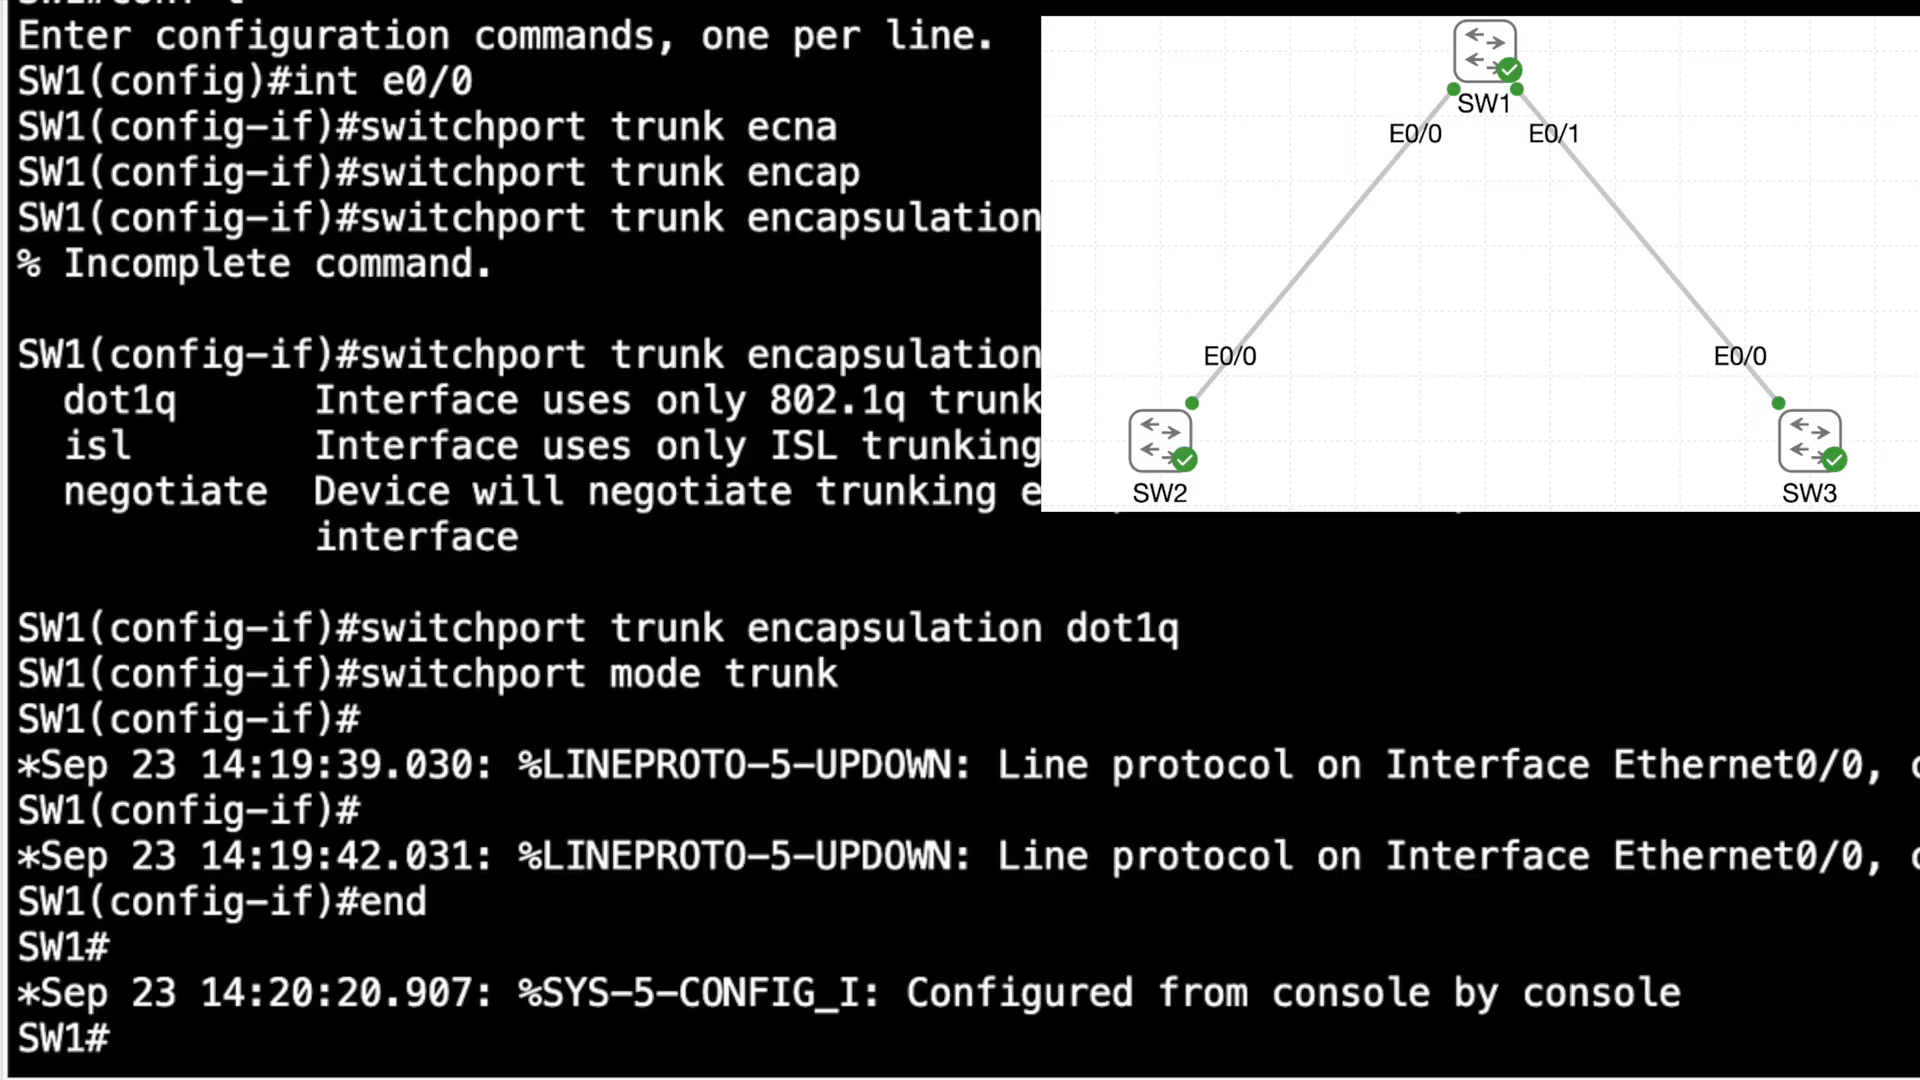 Enter configuration commands, one per line.
SW1(config)#int e0/0
SW1(config-if)#switchport trunk ecna
SW1(config-if)#switchport trunk encap
SW1(config-if)#switchport trunk encapsulation
% Incomplete command.
SW1(config-if)#switchport trunk encapsulation
dot1q Interface uses only 802.1q trunk
isl Interface uses only ISL trunking
negotiate Device will negotiate trunking e
interface
SW1(config-if)#switchport trunk encapsulation dot1q
SW1(config-if)#switchport mode trunk
SW1(config-if)#
*Sep 23 14:19:39.030: %LINEPROTO-5-UPDOWN: Line protocol on Interface Ethernet0/0, c
SW1(config-if)#
*Sep 23 14:19:42.031: %LINEPROTO-5-UPDOWN: Line protocol on Interface Ethernet0/0, c
SW1(config-if)#end
SW1#
*Sep 23 14:20:20.907: %SYS-5-CONFIG_I: Configured from console by console
SW1#
SW1
E0/0 E0/1
E0/0 E0/0
SW2 SW3